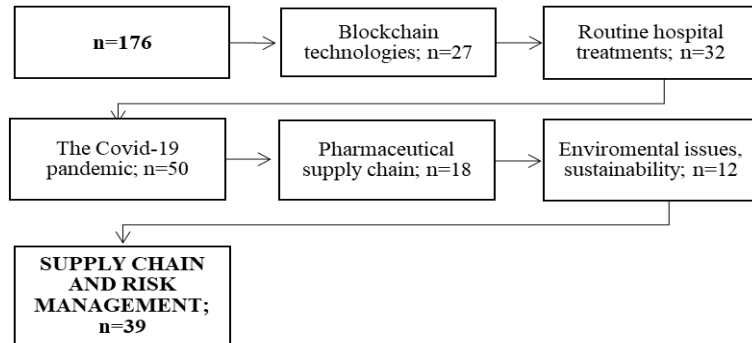 n=176
Blockchain
technologies; n=27
Routine hospital
treatments; n=32
The Covid-19
pandemic; n=50
Pharmaceutical
supply chain; n=18
Enviromental issues,
sustainability; n=12
SUPPLY CHAIN
AND RISK
MANAGEMENT;
n=39